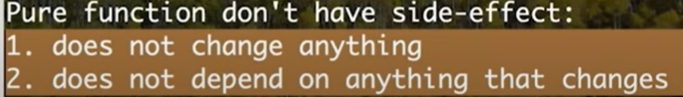 Pure function don't have side-effect:
1. does not change anything
2. does not depend on anything that changes